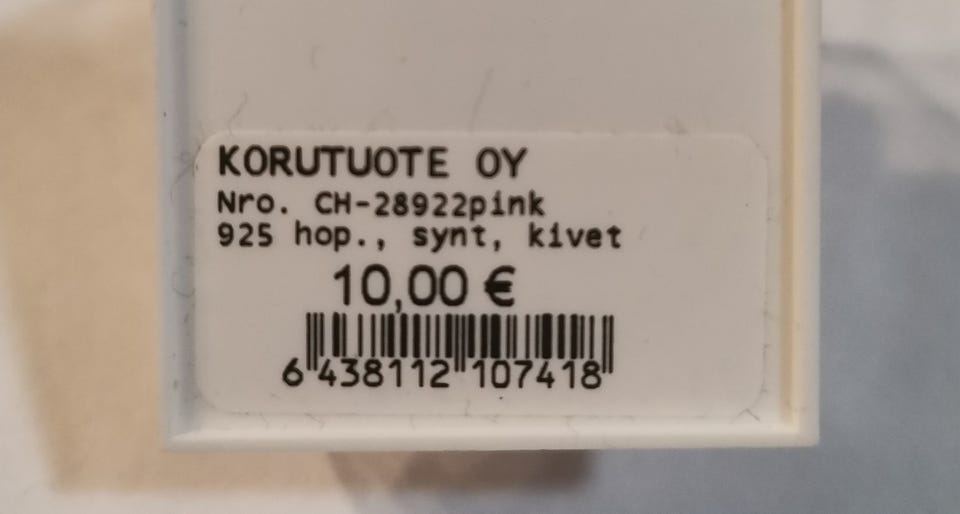 KORUTUOTE OY
Nro. CH-28922pink
925 hop., synt, kivet
10,00 €
6 438112 107418